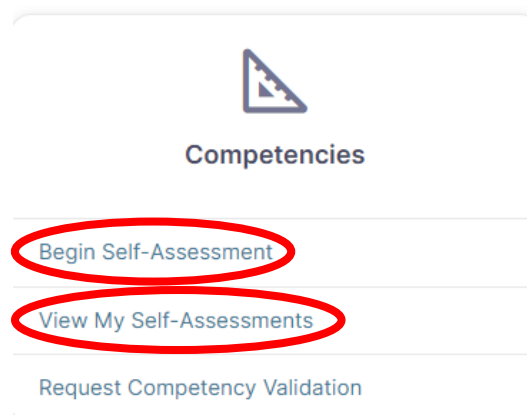 Competencies
Begin Self-Assessment
View My Self-Assessments
Request Competency Validation